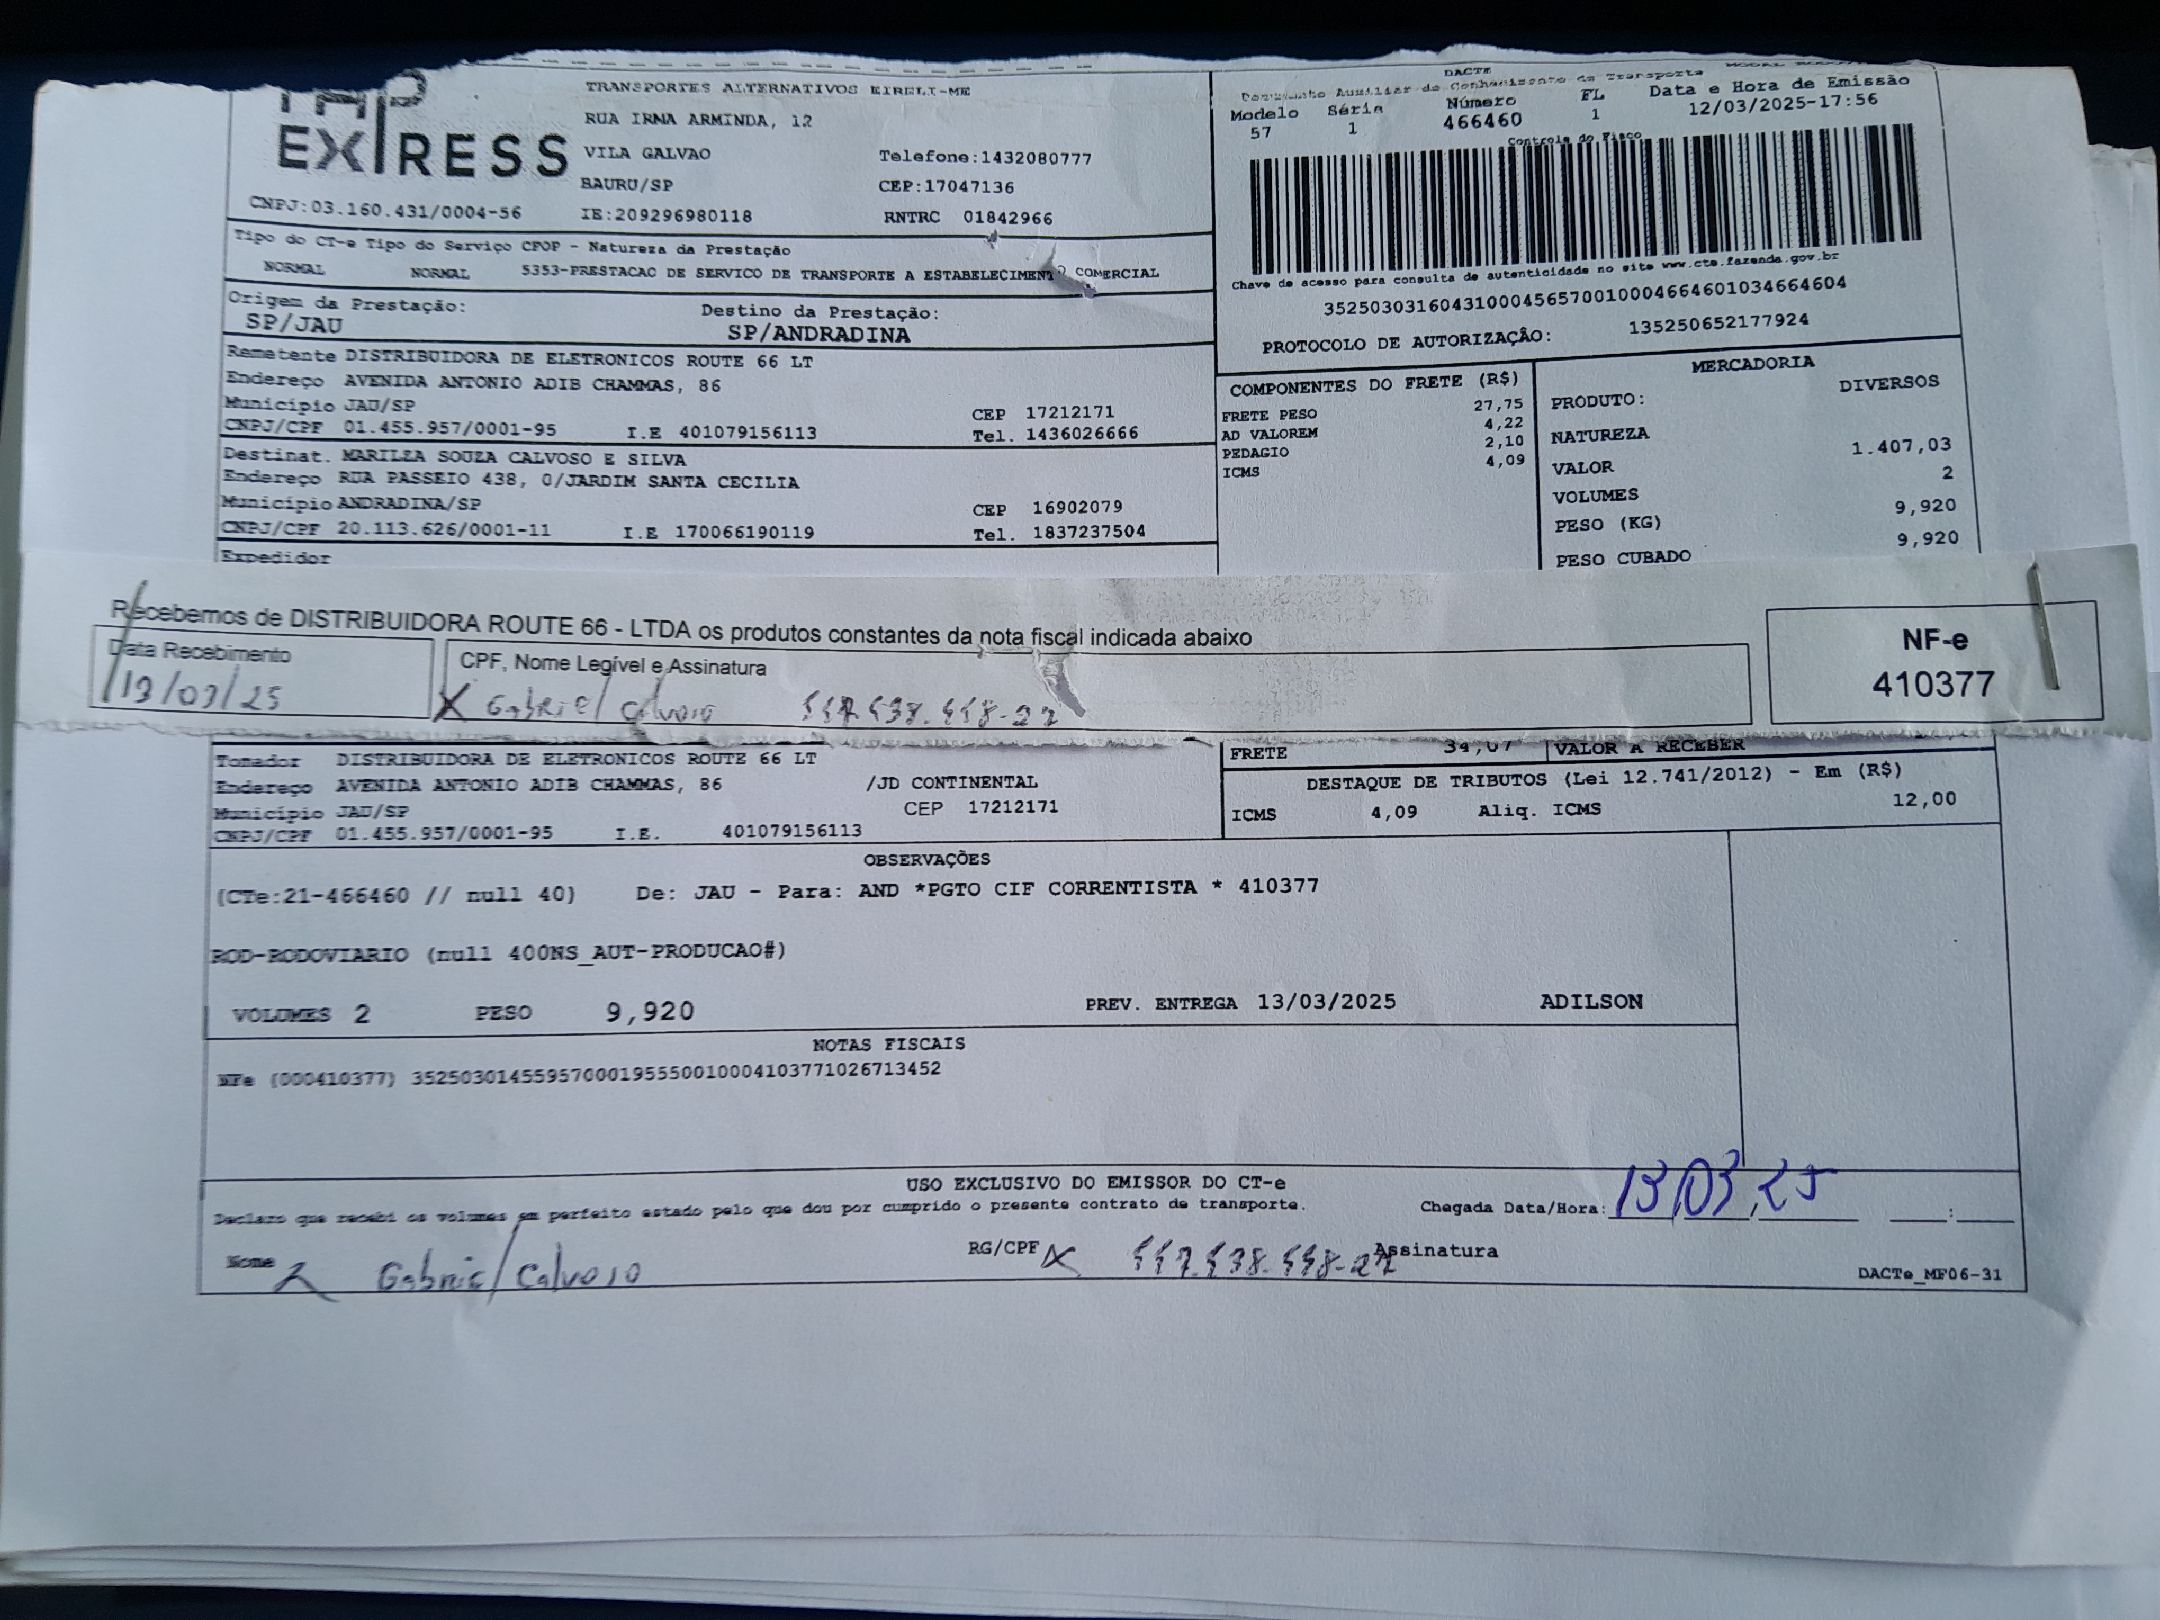 TAP
EXPRESS
TRANSPORTES ALTERNATIVOS EIRELI-ME
RUA IRMA ARMINDA, 12
VILA GALVAO Telefone:1432080777
BAURU/SP CEP:17047136
CNPJ:03.160.431/0004-56 IE:209296980118 RNTRC 01842966
DACTE
Documento Auxiliar de Conhecimento de Transporte
Modelo Série Número FL Data e Hora de Emissão
57 1 466460 1 12/03/2025-17:56
Controle do Fisco
Chave de acesso para consulta de autenticidade no site www.cte.fazenda.gov.br
35250303160431000456570010004664601034664604
PROTOCOLO DE AUTORIZAÇÂO: 135250652177924
Tipo do CT-e Tipo do Serviço CFOP - Natureza da Prestação
NORMAL NORMAL 5353-PRESTACAO DE SERVICO DE TRANSPORTE A ESTABELECIMENTO COMERCIAL
Origem da Prestação: Destino da Prestação:
SP/JAU SP/ANDRADINA
Remetente DISTRIBUIDORA DE ELETRONICOS ROUTE 66 LT
Endereço AVENIDA ANTONIO ADIB CHAMMAS, 86
Município JAU/SP CEP 17212171
CNPJ/CPF 01.455.957/0001-95 I.E 401079156113 Tel. 1436026666
Destinat. MARILZA SOUZA CALVOSO E SILVA
Endereço RUA PASSEIO 438, 0/JARDIM SANTA CECILIA
Município ANDRADINA/SP CEP 16902079
CNPJ/CPF 20.113.626/0001-11 I.E 170066190119 Tel. 1837237504
Expedidor
COMPONENTES DO FRETE (R$)
FRETE PESO 27,75
AD VALOREM 4,22
PEDAGIO 2,10
ICMS 4,09
MERCADORIA
PRODUTO: DIVERSOS
NATUREZA
VALOR 1.407,03
VOLUMES 2
PESO (KG) 9,920
PESO CUBADO 9,920
Recebemos de DISTRIBUIDORA ROUTE 66 - LTDA os produtos constantes da nota fiscal indicada abaixo
Data Recebimento CPF, Nome Legível e Assinatura
13/03/25 X Gabriel Calvoso
NF-e
410377
Tomador DISTRIBUIDORA DE ELETRONICOS ROUTE 66 LT
Endereço AVENIDA ANTONIO ADIB CHAMMAS, 86 /JD CONTINENTAL
Município JAU/SP CEP 17212171
CNPJ/CPF 01.455.957/0001-95 I.E. 401079156113
FRETE 34,07 VALOR A RECEBER
DESTAQUE DE TRIBUTOS (Lei 12.741/2012) - Em (R$)
ICMS 4,09 Aliq. ICMS 12,00
OBSERVAÇÕES
(CTe:21-466460 // null 40) De: JAU - Para: AND *PGTO CIF CORRENTISTA * 410377
ROD-RODOVIARIO (null 400NS_AUT-PRODUCAO#)
VOLUMES 2 PESO 9,920 PREV. ENTREGA 13/03/2025 ADILSON
NOTAS FISCAIS
NFe (000410377) 35250301455957000195550010004103771026713452
USO EXCLUSIVO DO EMISSOR DO CT-e
Declaro que recebi os volumes em perfeito estado pelo que dou por cumprido o presente contrato de transporte.
Chegada Data/Hora: 13/03/25 :
Nome X Gabriel Calvoso RG/CPF X Assinatura
DACTe_MF06-31